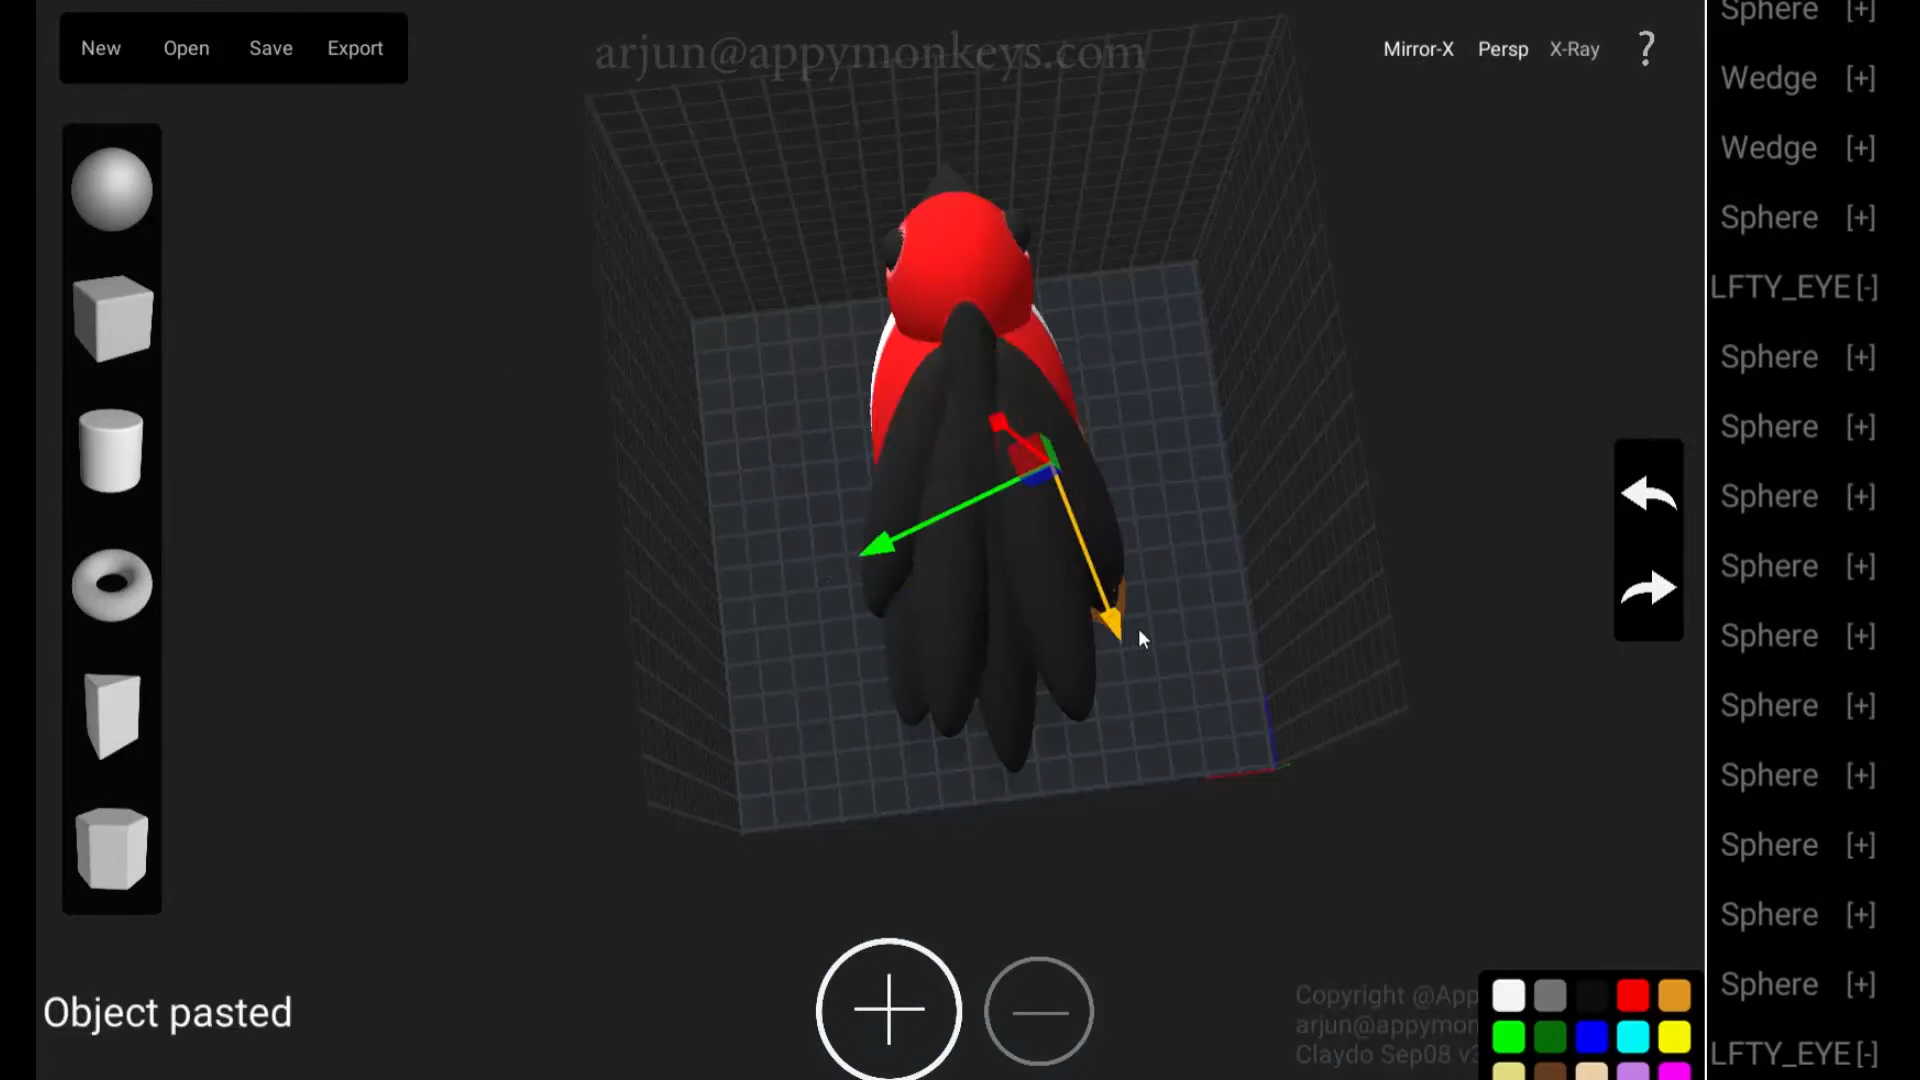 New Open Save Export
arjun@appymonkeys.com
Mirror-X Persp X-Ray ?
Sphere [+]
Wedge [+]
Wedge [+]
Sphere [+]
LFTY_EYE [-]
Sphere [+]
Sphere [+]
Sphere [+]
Sphere [+]
Sphere [+]
Sphere [+]
Sphere [+]
Sphere [+]
Sphere [+]
Sphere [+]
LFTY_EYE [-]
Object pasted
Copyright @App
arjun@appymon
Claydo Sep08 v3